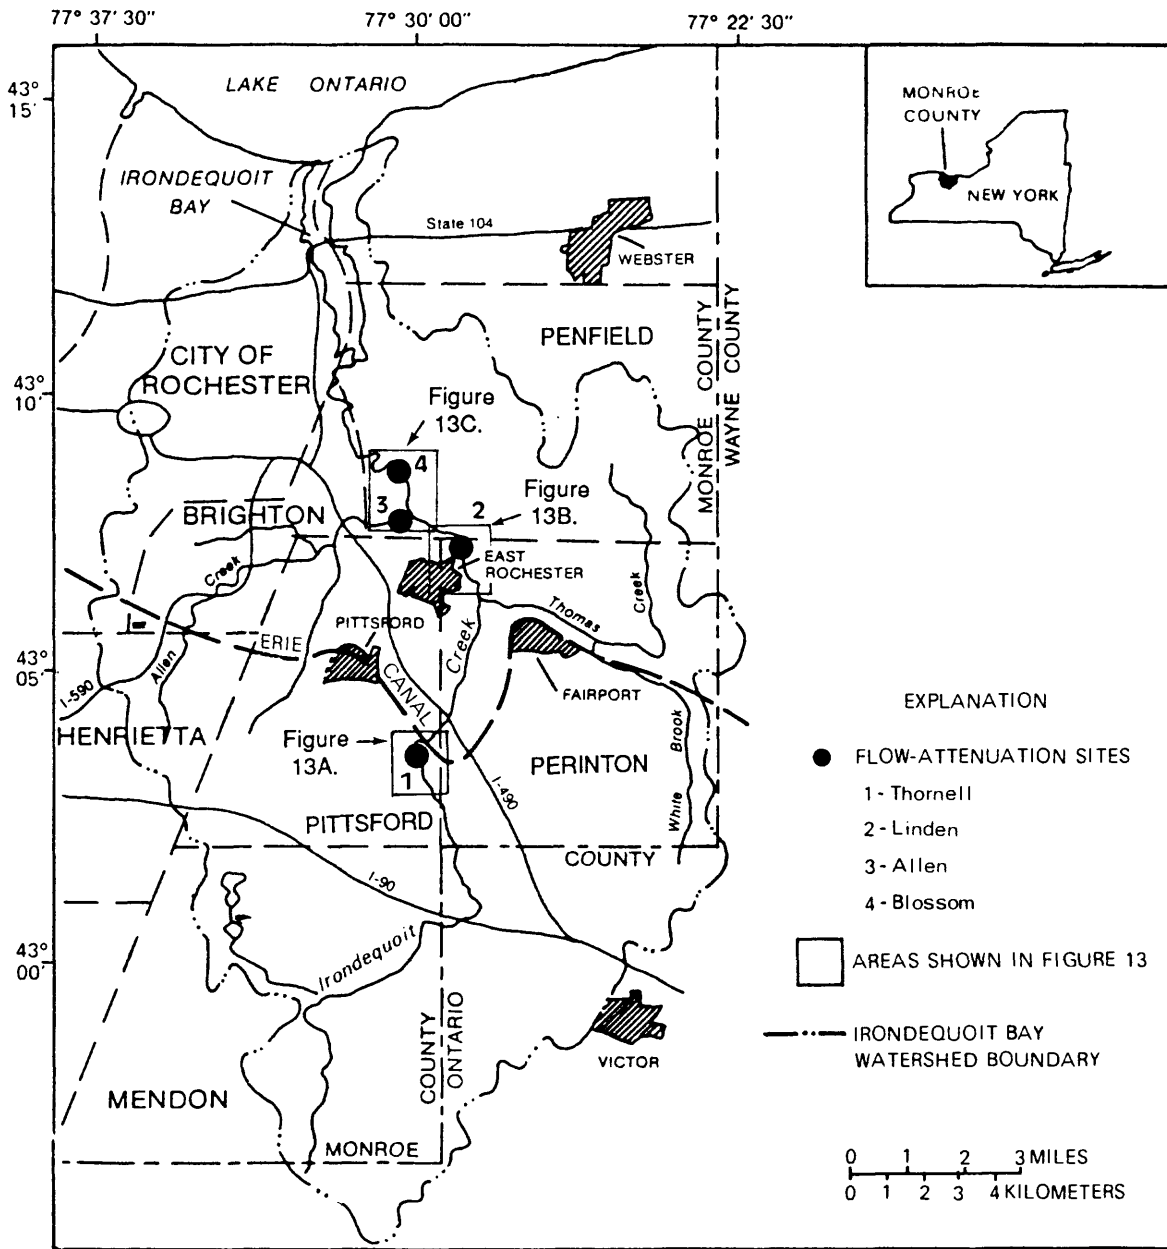 77° 37' 30"
77° 30' 00"
77° 22' 30"
43°
15'
LAKE ONTARIO
MONROE
COUNTY
NEW YORK
IRONDEQUOIT
BAY
State 104
WEBSTER
PENFIELD
MONROE COUNTY
WAYNE COUNTY
CITY OF
ROCHESTER
43°
10'
Figure
13C.
4
3
Figure
13B.
2
BRIGHTON
EAST
ROCHESTER
Creek
Creek
Thomas
Creek
ERIE
PITTSFORD
CANAL
Allen
43°
05'
FAIRPORT
I-590
HENRIETTA
Figure
13A.
1
PERINTON
Brook
White
I-490
PITTSFORD
COUNTY
I-90
43°
00'
Irondequoit
COUNTY
ONTARIO
VICTOR
MENDON
MONROE
EXPLANATION
FLOW-ATTENUATION SITES
1 - Thornell
2 - Linden
3 - Allen
4 - Blossom
AREAS SHOWN IN FIGURE 13
IRONDEQUOIT BAY
WATERSHED BOUNDARY
0 1 2 3 MILES
0 1 2 3 4 KILOMETERS